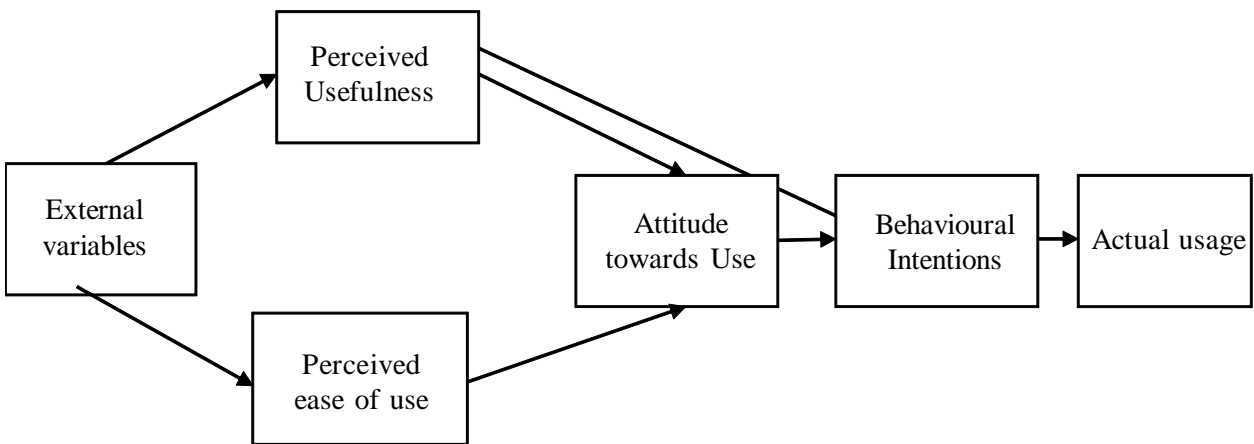 Perceived
Usefulness
External
variables
Attitude
towards Use
Behavioural
Intentions
Actual usage
Perceived
ease of use